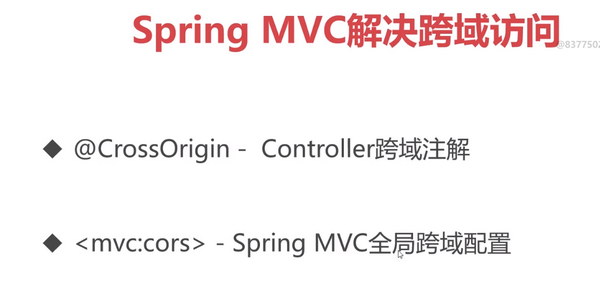 Spring MVC解决跨域访问
◆ @CrossOrigin - Controller跨域注解
◆ <mvc:cors> - Spring MVC全局跨域配置